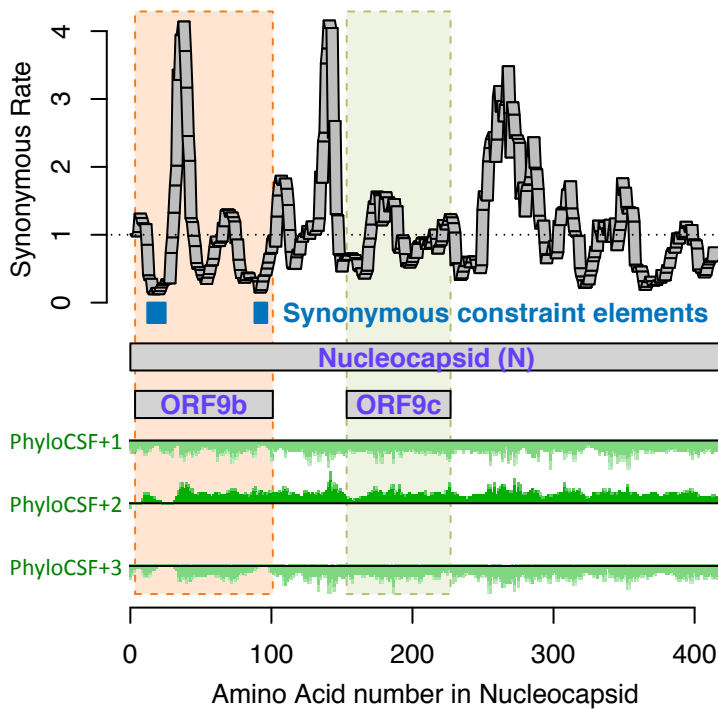 4
3
2
1
0
Synonymous Rate
Synonymous constraint elements
Nucleocapsid (N)
ORF9b
ORF9c
PhyloCSF+1
PhyloCSF+2
PhyloCSF+3
0 100 200 300 400
Amino Acid number in Nucleocapsid